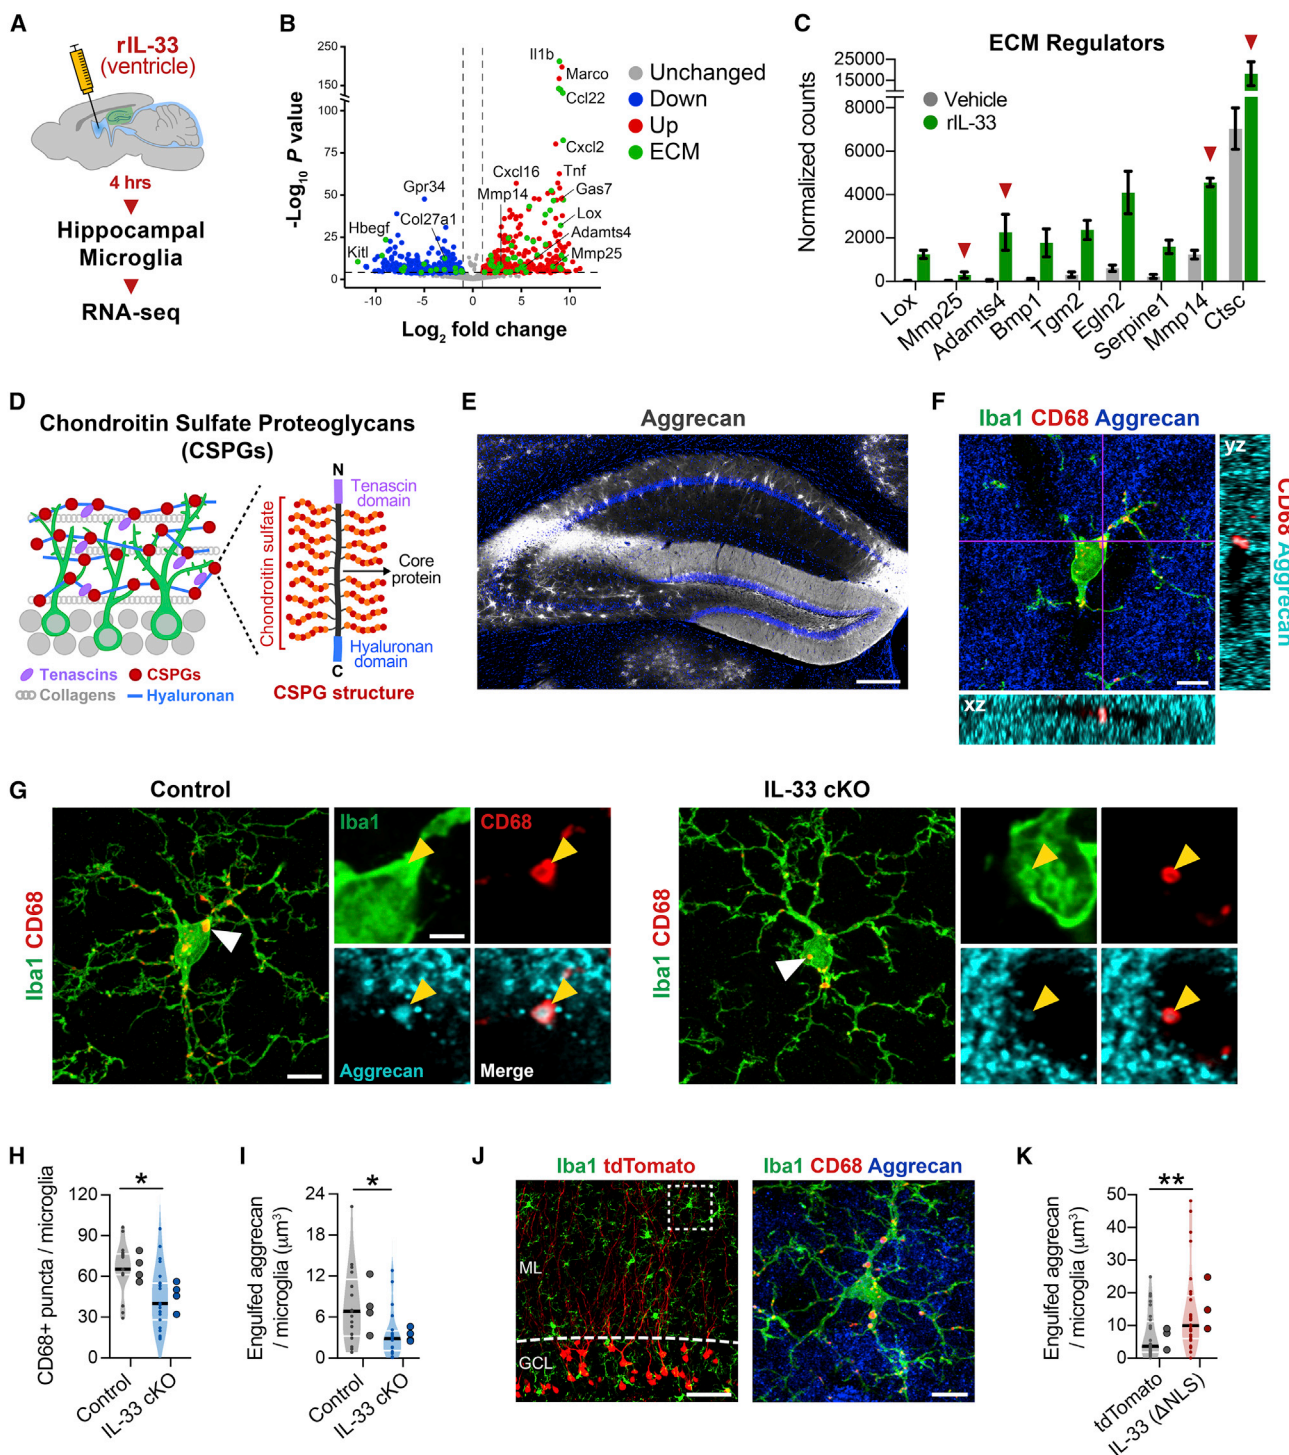 A
rIL-33
(ventricle)
4 hrs
Hippocampal
Microglia
RNA-seq
B
-Log10 P value
250
150
100
75
50
25
0
-10
-5
0
5
10
Log2 fold change
Il1b
Marco
Ccl22
Cxcl2
Tnf
Cxcl16
Gas7
Mmp14
Gpr34
Lox
Col27a1
Adamts4
Hbegf
Mmp25
Kitl
Unchanged
Down
Up
ECM
C
ECM Regulators
Normalized counts
25000
15000
8000
6000
4000
2000
0
Vehicle
rIL-33
Lox
Mmp25
Adamts4
Bmp1
Tgm2
Egln2
Serpine1
Mmp14
Ctsc
D
Chondroitin Sulfate Proteoglycans
(CSPGs)
N
Tenascin
domain
Chondroitin sulfate
Core
protein
Hyaluronan
domain
C
CSPG structure
Tenascins
CSPGs
Collagens
Hyaluronan
E
Aggrecan
F
Iba1 CD68 Aggrecan
yz
CD68 Aggrecan
xz
G
Control
Iba1 CD68
Iba1
CD68
Aggrecan
Merge
IL-33 cKO
Iba1 CD68
H
CD68+ puncta / microglia
120
90
60
30
0
*
Control
IL-33 cKO
I
Engulfed aggrecan
/ microglia (µm³)
24
18
12
6
0
*
Control
IL-33 cKO
J
Iba1 tdTomato
ML
GCL
Iba1 CD68 Aggrecan
K
Engulfed aggrecan
/ microglia (µm³)
50
40
30
20
10
0
**
tdTomato
IL-33 (ΔNLS)